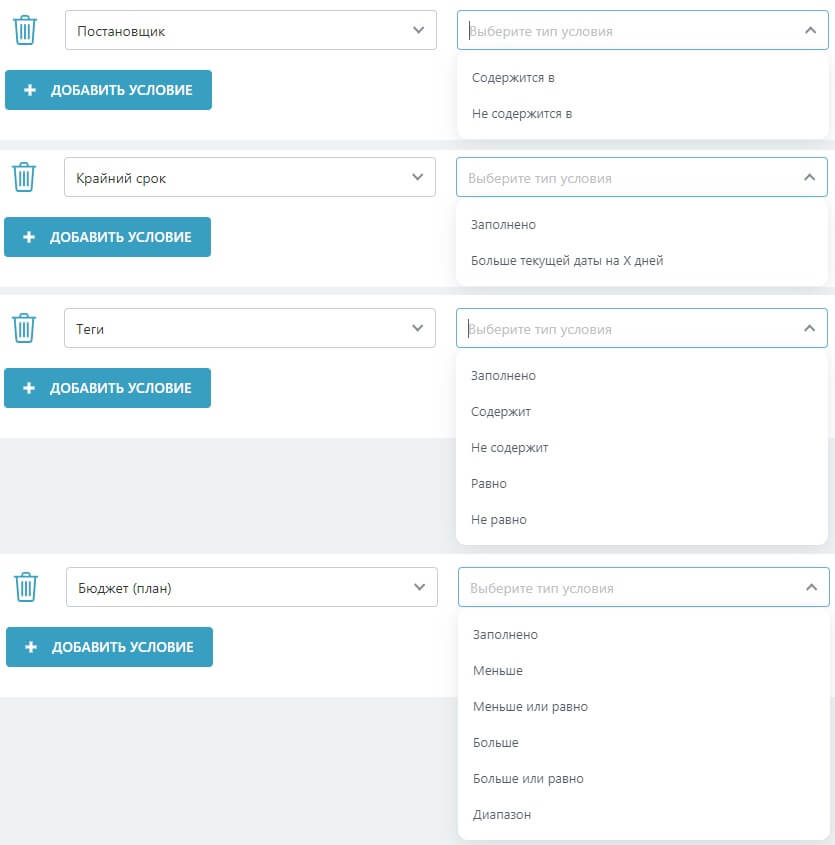 Постановщик
Выберите тип условия
+ ДОБАВИТЬ УСЛОВИЕ
Содержится в
Не содержится в
Крайний срок
Выберите тип условия
+ ДОБАВИТЬ УСЛОВИЕ
Заполнено
Больше текущей даты на X дней
Теги
Выберите тип условия
+ ДОБАВИТЬ УСЛОВИЕ
Заполнено
Содержит
Не содержит
Равно
Не равно
Бюджет (план)
Выберите тип условия
+ ДОБАВИТЬ УСЛОВИЕ
Заполнено
Меньше
Меньше или равно
Больше
Больше или равно
Диапазон